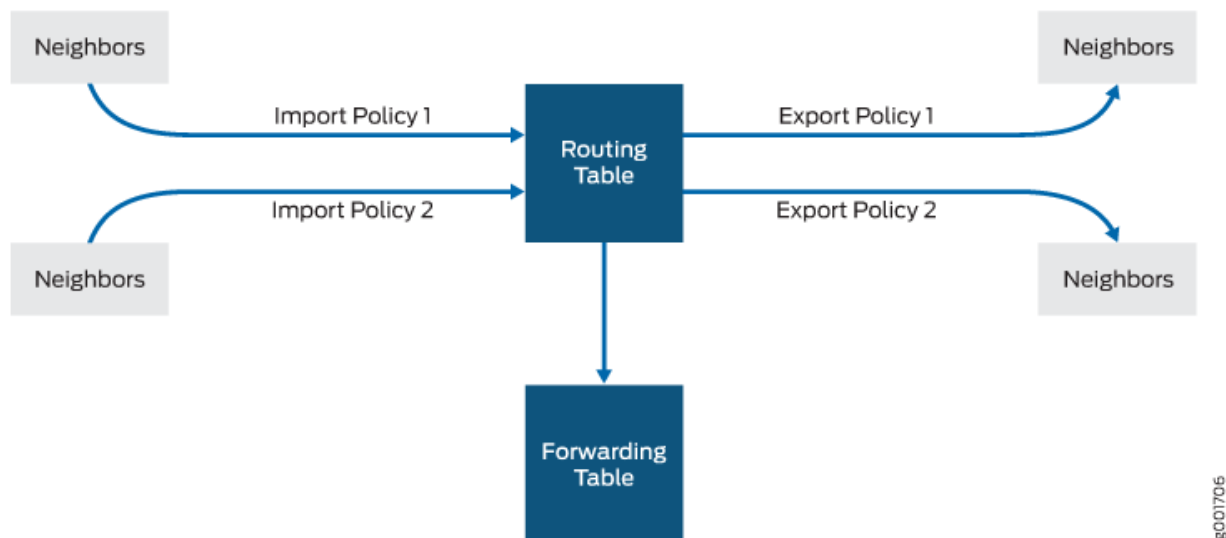 Neighbors
Neighbors
Import Policy 1
Export Policy 1
Routing
Table
Import Policy 2
Export Policy 2
Neighbors
Neighbors
Forwarding
Table
g001706